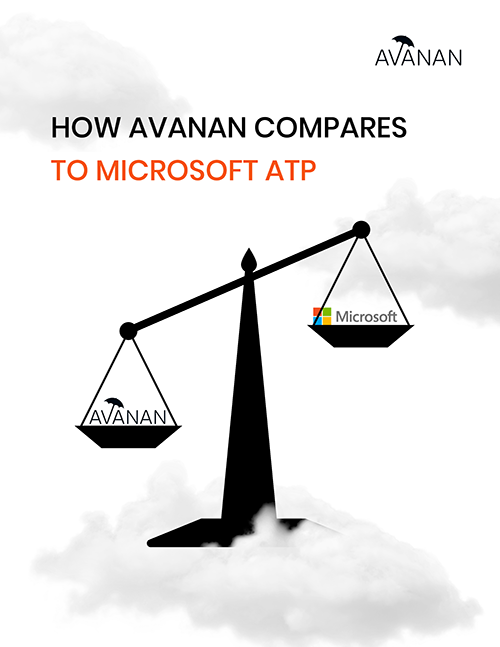 AVANAN
HOW AVANAN COMPARES
TO MICROSOFT ATP
Microsoft
AVANAN